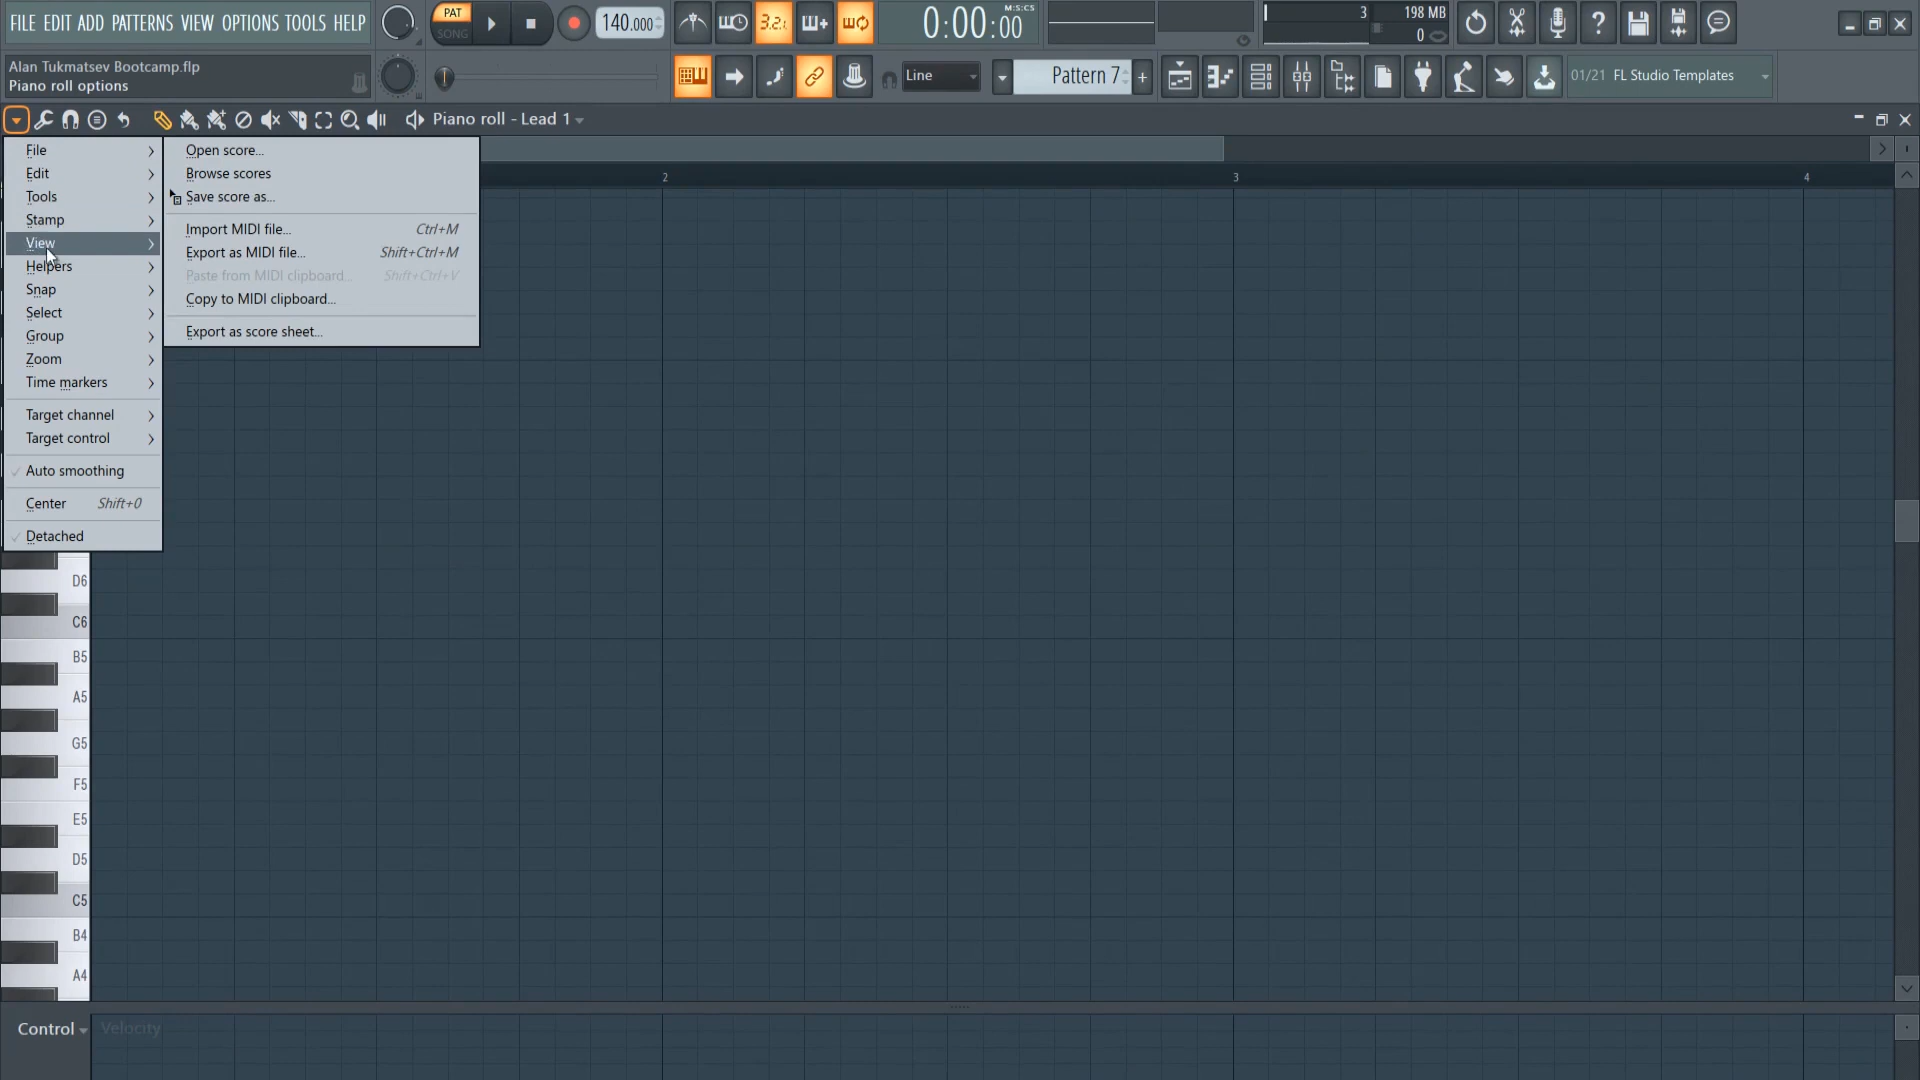 FILE EDIT ADD PATTERNS VIEW OPTIONS TOOLS HELP
PAT
SONG
140.000
3.2.
0:00:00
M:S:CS
3
198 MB
0
Alan Tukmatsev Bootcamp.flp
Piano roll options
Line
Pattern 7
01/21 FL Studio Templates
Piano roll - Lead 1
File
Edit
Tools
Stamp
View
Helpers
Snap
Select
Group
Zoom
Time markers
Target channel
Target control
Auto smoothing
Center Shift+0
Detached
Open score...
Browse scores
Save score as...
Import MIDI file... Ctrl+M
Export as MIDI file... Shift+Ctrl+M
Paste from MIDI clipboard... Shift+Ctrl+V
Copy to MIDI clipboard...
Export as score sheet...
2
3
4
D6
C6
B5
A5
G5
F5
E5
D5
C5
B4
A4
Control
Velocity